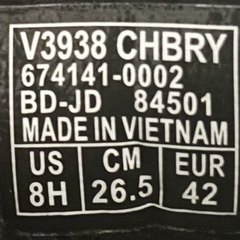 V3938 CHBRY
674141-0002
BD-JD 84501
MADE IN VIETNAM
US CM EUR
8H 26.5 42